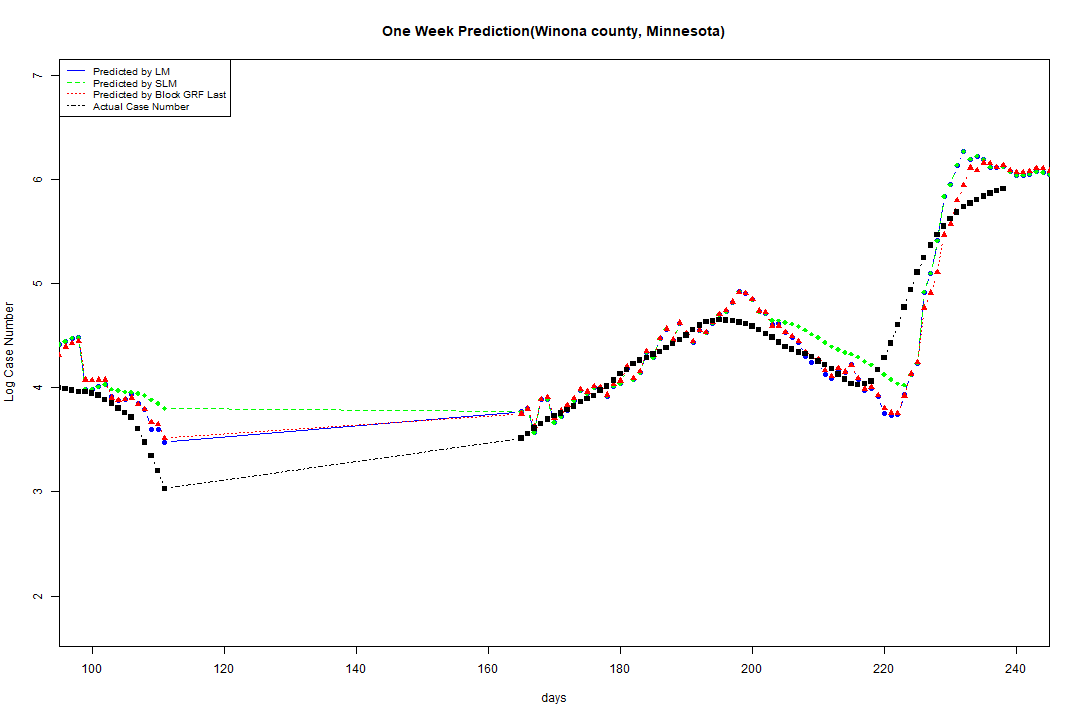 One Week Prediction(Winona county, Minnesota)
Predicted by LM
Predicted by SLM
Predicted by Block GRF Last
Actual Case Number
7
6
5
4
3
2
Log Case Number
100 120 140 160 180 200 220 240
days